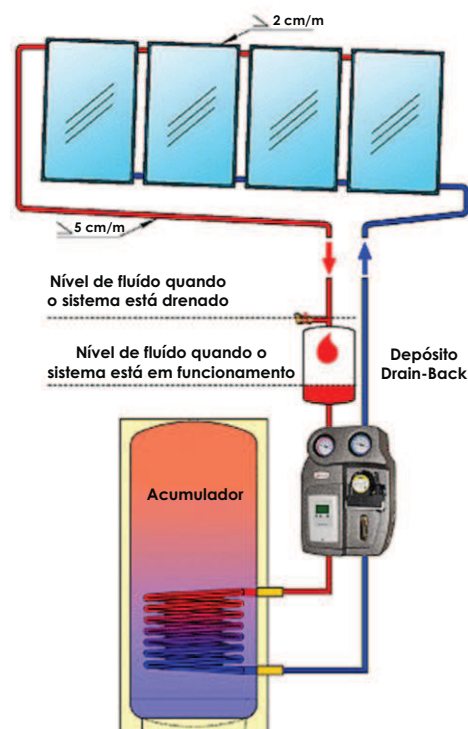 2 cm/m
5 cm/m
Nível de fluído quando
o sistema está drenado
Nível de fluído quando o
sistema está em funcionamento
Depósito
Drain-Back
Acumulador